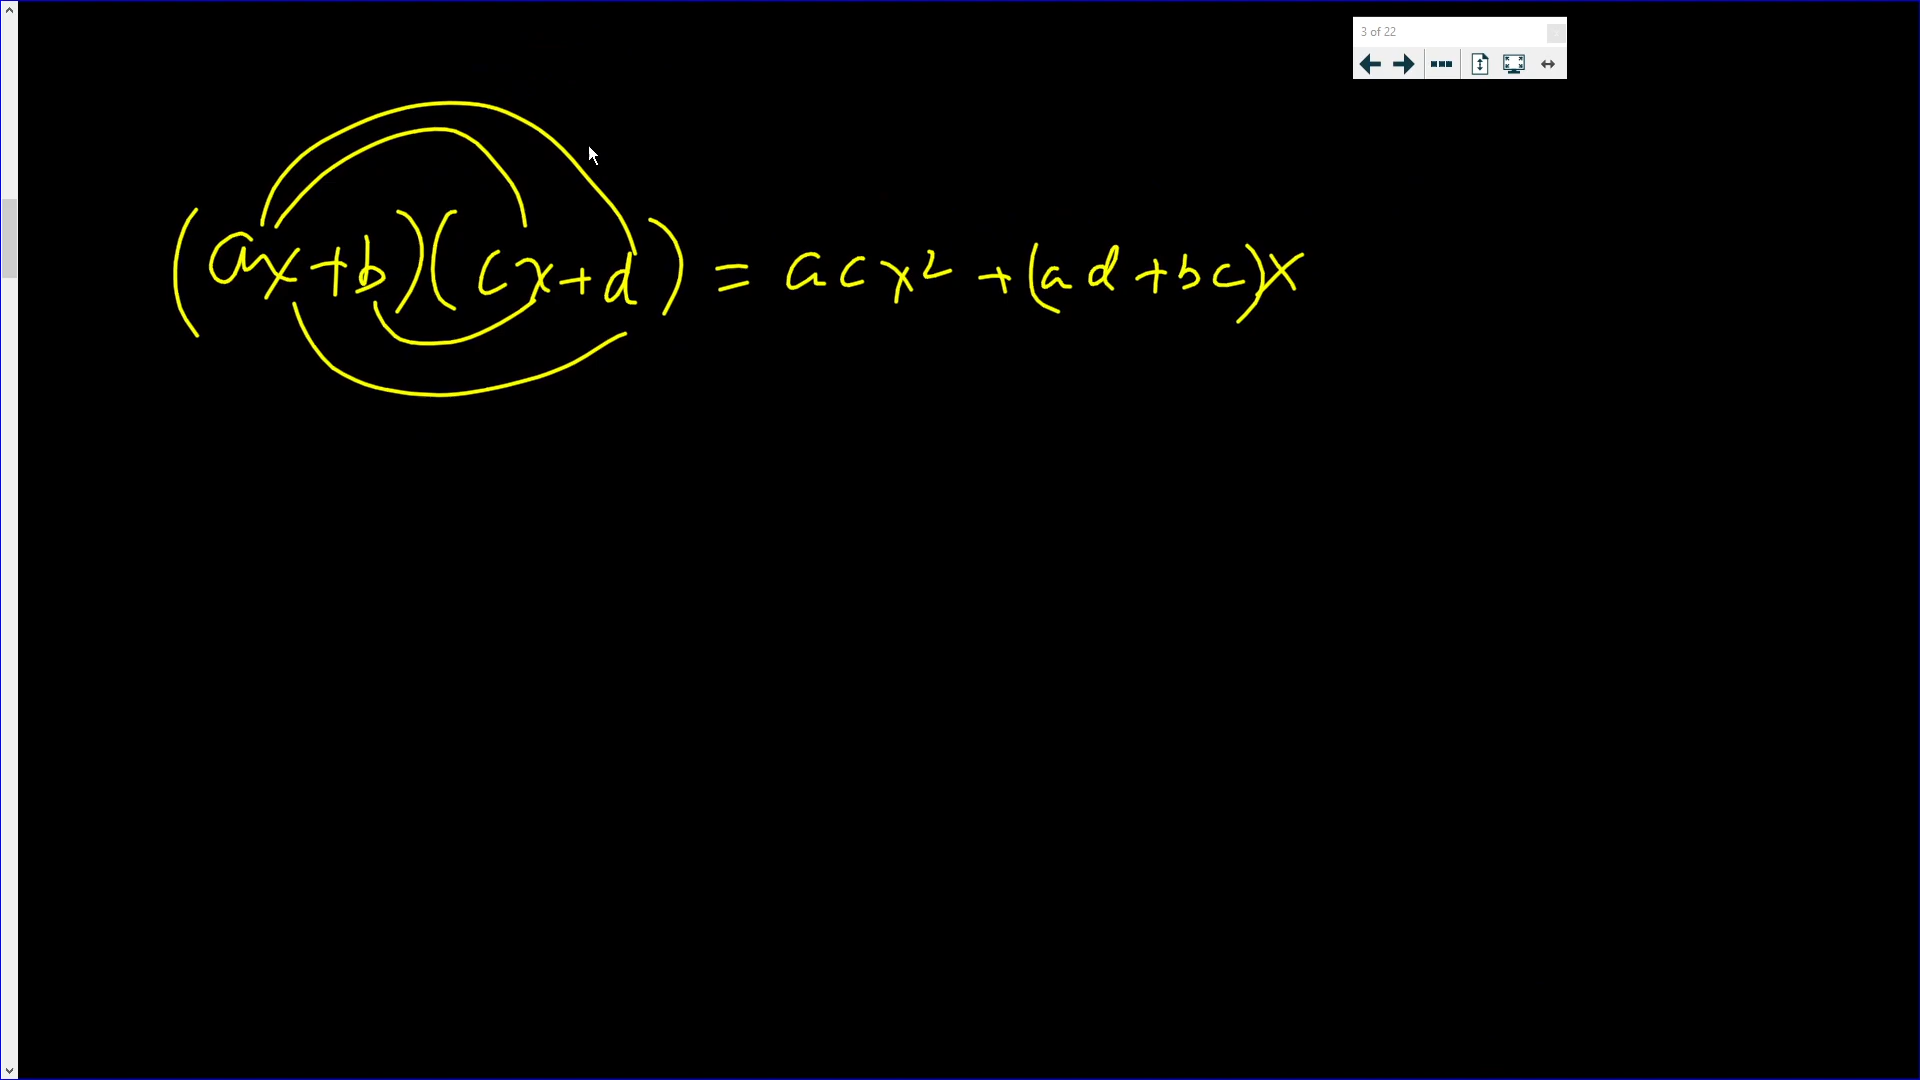 3 of 22
(ax+b)(cx+d) = acx² +(ad+bc)x